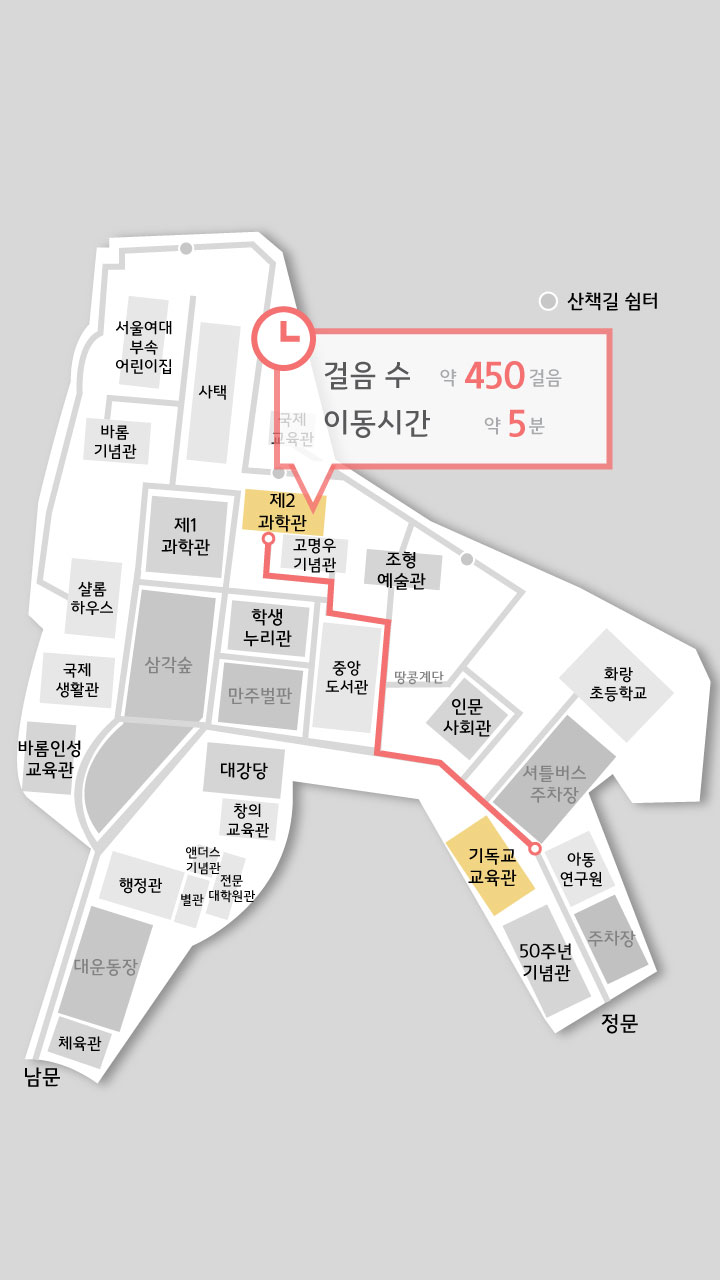 산책길 쉼터
서울여대
부속
어린이집
사택
걸음 수 약 450 걸음
이동시간 약 5분
국제
교육관
바롬
기념관
제2
과학관
제1
과학관
고명우
기념관
조형
예술관
샬롬
하우스
학생
누리관
삼각숲
중앙
도서관
땅콩계단
화랑
초등학교
국제
생활관
만주벌판
인문
사회관
바롬인성
교육관
대강당
셔틀버스
주차장
창의
교육관
앤더스
기념관
기독교
교육관
아동
연구원
행정관
별관
전문
대학원관
50주년
기념관
주차장
대운동장
정문
체육관
남문